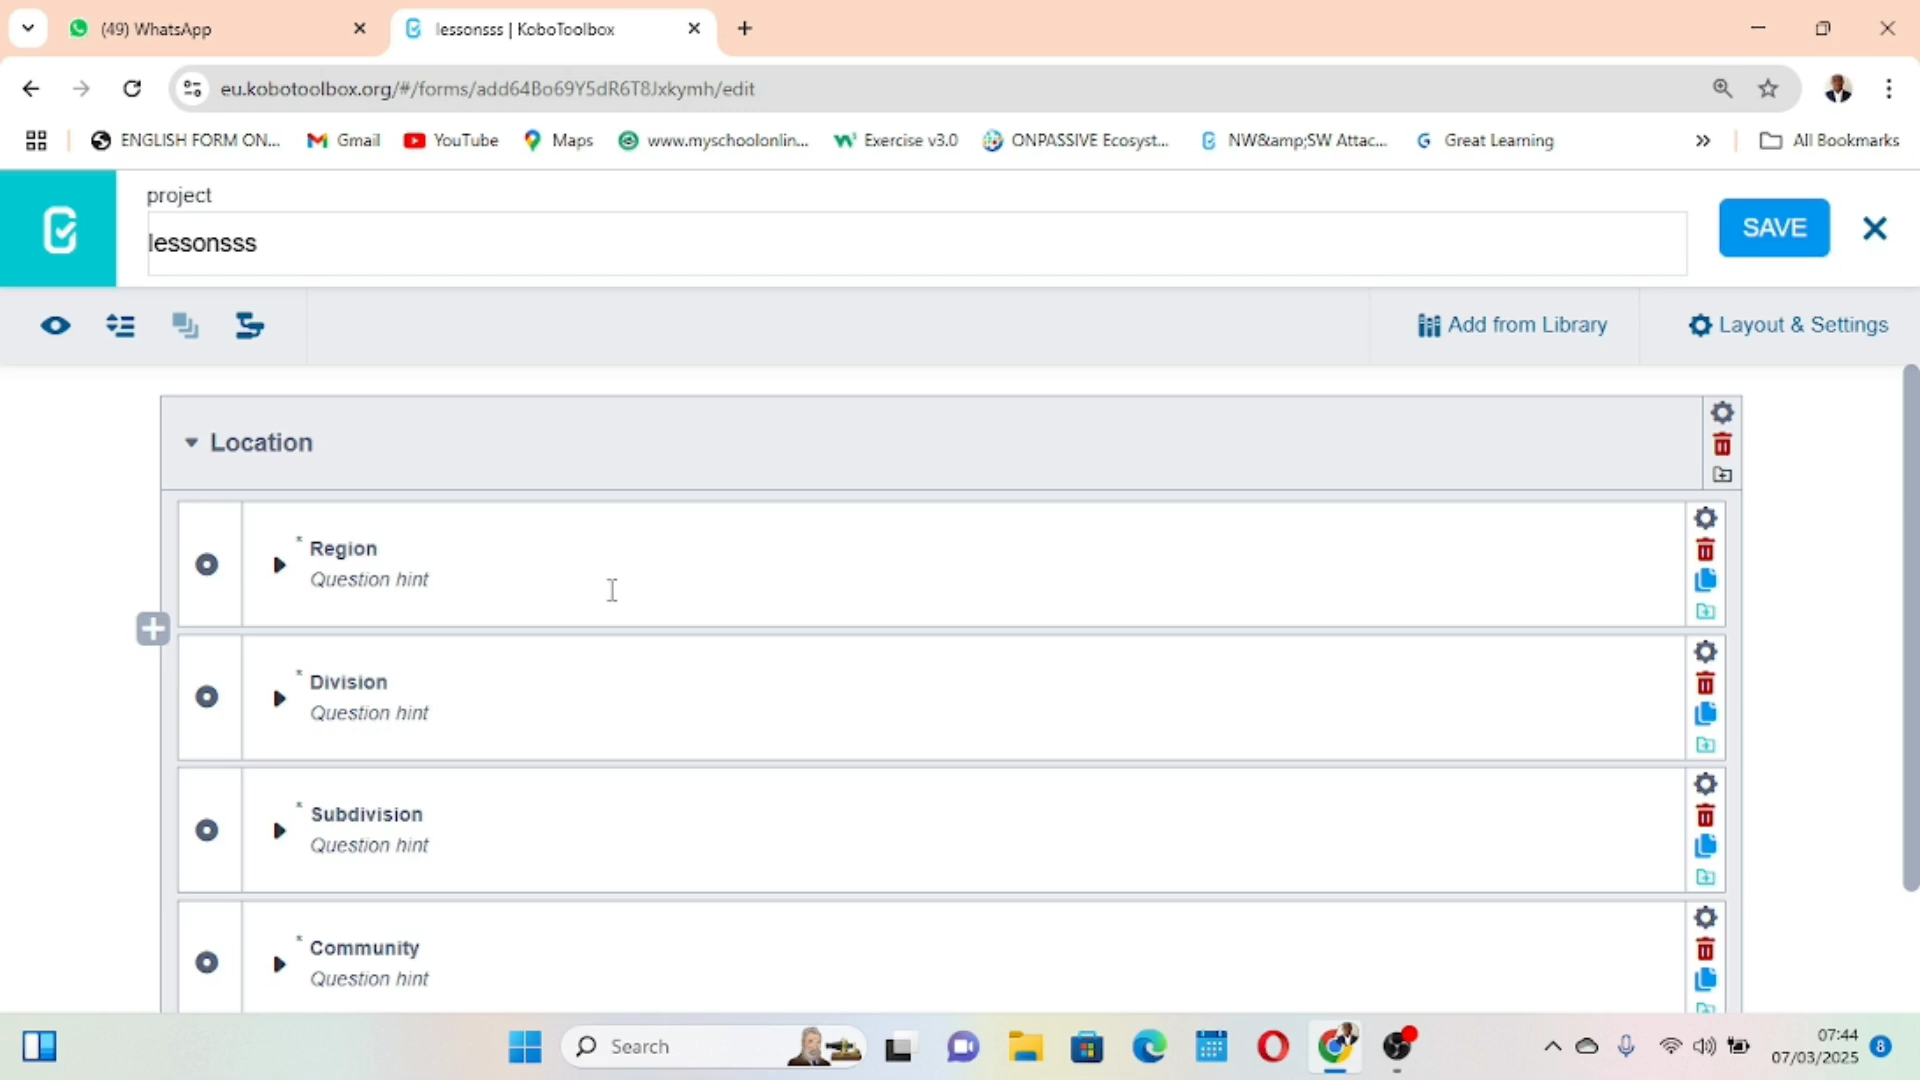 (49) WhatsApp
lessonsss | KoboToolbox
eu.kobotoolbox.org/#/forms/add64Bo69Y5dR6T8Jxkymh/edit
ENGLISH FORM ON...
Gmail
YouTube
Maps
www.myschoolonlin...
Exercise v3.0
ONPASSIVE Ecosyst...
NW&amp;SW Attac...
Great Learning
All Bookmarks
project
lessonsss
SAVE
Add from Library
Layout & Settings
Location
* Region
Question hint
* Division
Question hint
* Subdivision
Question hint
* Community
Question hint
Search
07:44
07/03/2025
8